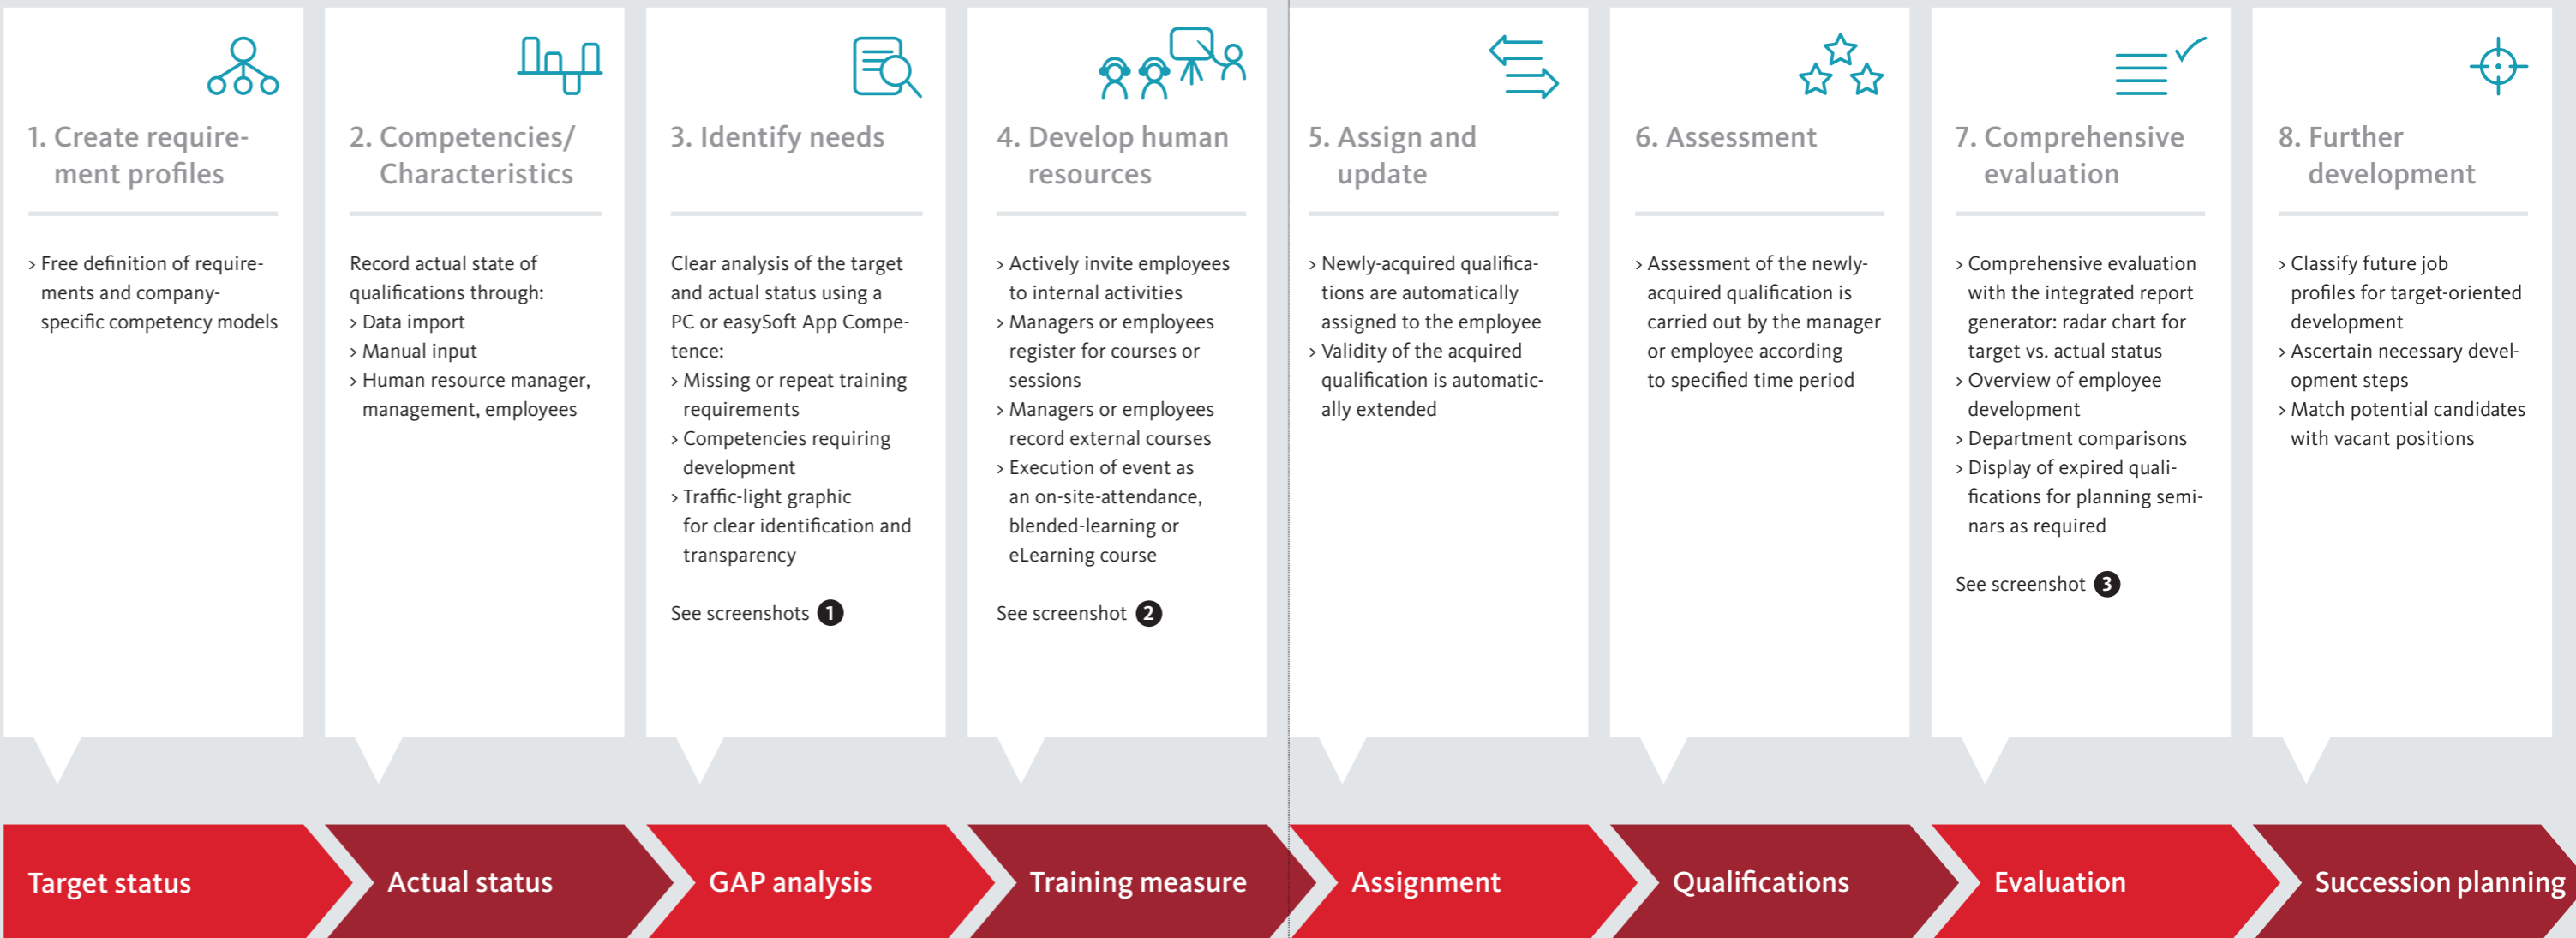 1. Create require-
ment profiles
› Free definition of require-
ments and company-
specific competency models
2. Competencies/
Characteristics
Record actual state of
qualifications through:
› Data import
› Manual input
› Human resource manager,
management, employees
3. Identify needs
Clear analysis of the target
and actual status using a
PC or easySoft App Compe-
tence:
› Missing or repeat training
requirements
› Competencies requiring
development
› Traffic-light graphic
for clear identification and
transparency
See screenshots 1
4. Develop human
resources
› Actively invite employees
to internal activities
› Managers or employees
register for courses or
sessions
› Managers or employees
record external courses
› Execution of event as
an on-site-attendance,
blended-learning or
eLearning course
See screenshot 2
5. Assign and
update
› Newly-acquired qualifica-
tions are automatically
assigned to the employee
› Validity of the acquired
qualification is automatic-
ally extended
6. Assessment
› Assessment of the newly-
acquired qualification is
carried out by the manager
or employee according
to specified time period
7. Comprehensive
evaluation
› Comprehensive evaluation
with the integrated report
generator: radar chart for
target vs. actual status
› Overview of employee
development
› Department comparisons
› Display of expired quali-
fications for planning semi-
nars as required
See screenshot 3
8. Further
development
› Classify future job
profiles for target-oriented
development
› Ascertain necessary devel-
opment steps
› Match potential candidates
with vacant positions
Target status
Actual status
GAP analysis
Training measure
Assignment
Qualifications
Evaluation
Succession planning